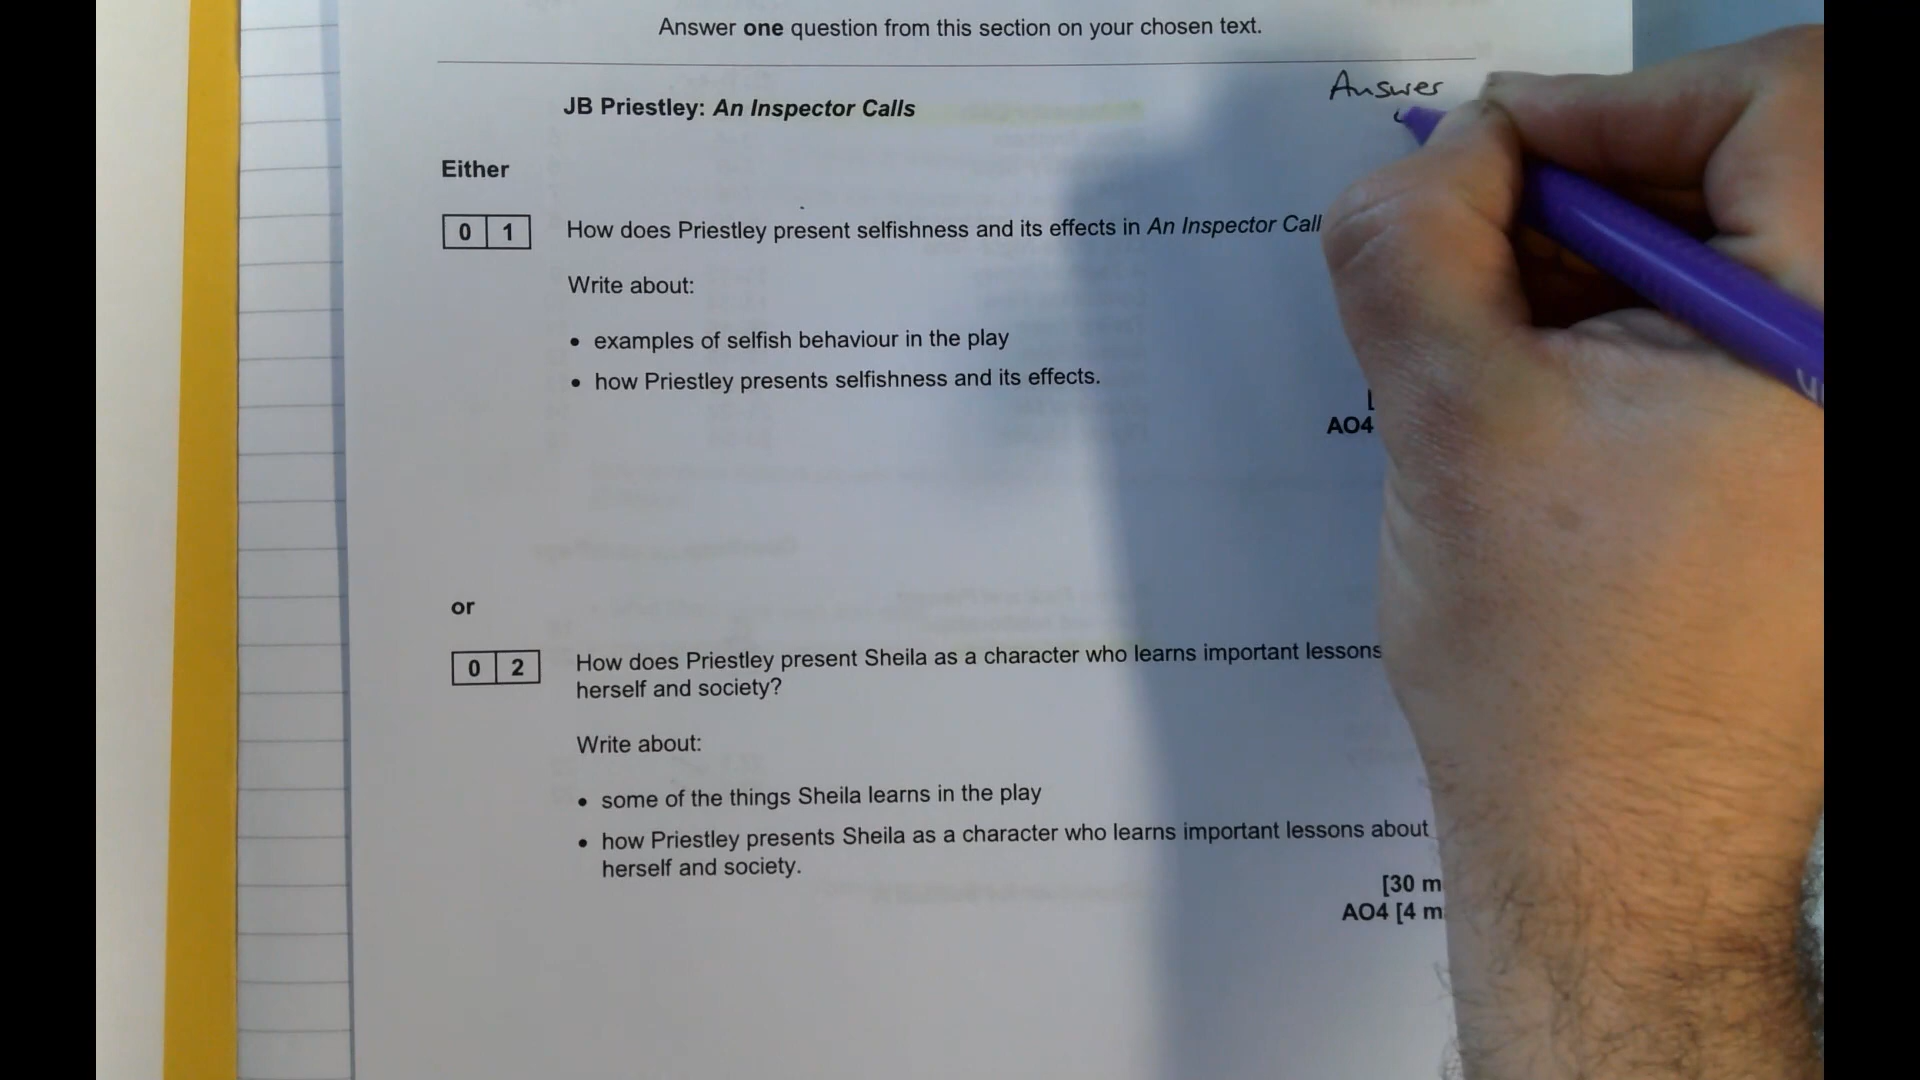 Answer one question from this section on your chosen text.
Answer
JB Priestley: An Inspector Calls
Either
0 1 How does Priestley present selfishness and its effects in An Inspector Call
Write about:
• examples of selfish behaviour in the play
• how Priestley presents selfishness and its effects.
[
AO4
or
0 2 How does Priestley present Sheila as a character who learns important lessons
herself and society?
Write about:
• some of the things Sheila learns in the play
• how Priestley presents Sheila as a character who learns important lessons about
herself and society.
[30 m
AO4 [4 m